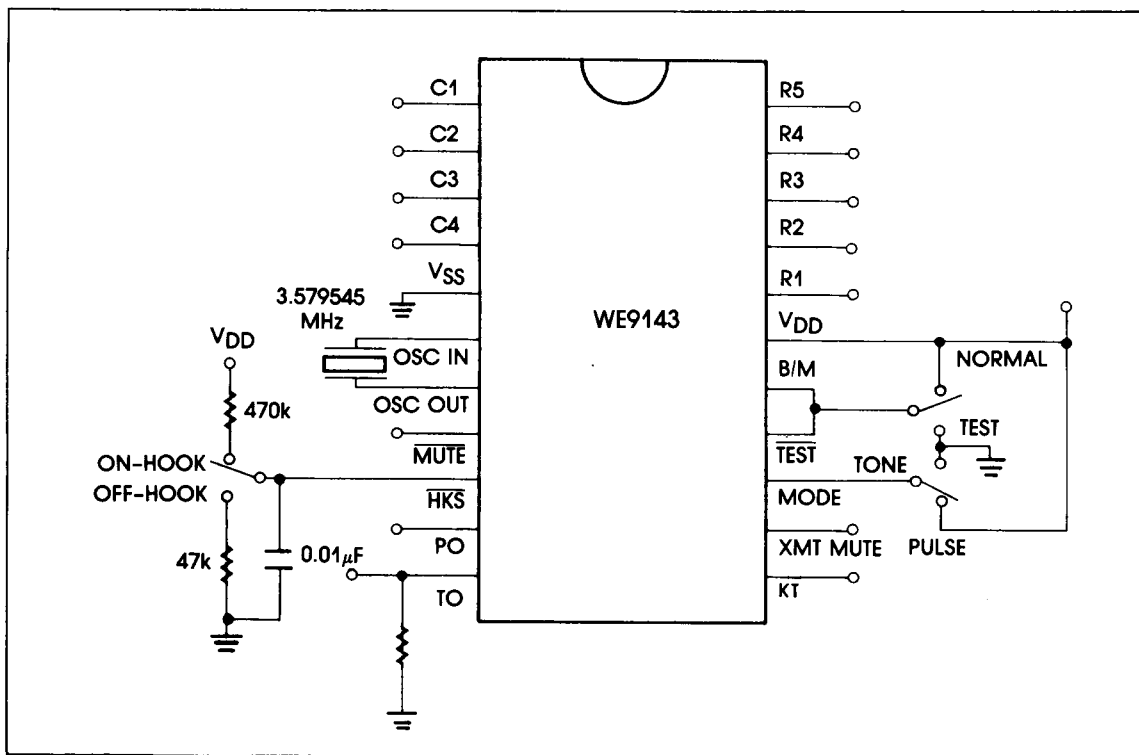 C1
C2
C3
C4
VSS
3.579545
MHz
OSC IN
OSC OUT
MUTE
VDD
470k
ON-HOOK
OFF-HOOK
HKS
47k
0.01μF
PO
TO
WE9143
R5
R4
R3
R2
R1
VDD
B/M
NORMAL
TEST
TEST
TONE
MODE
XMT MUTE
PULSE
KT